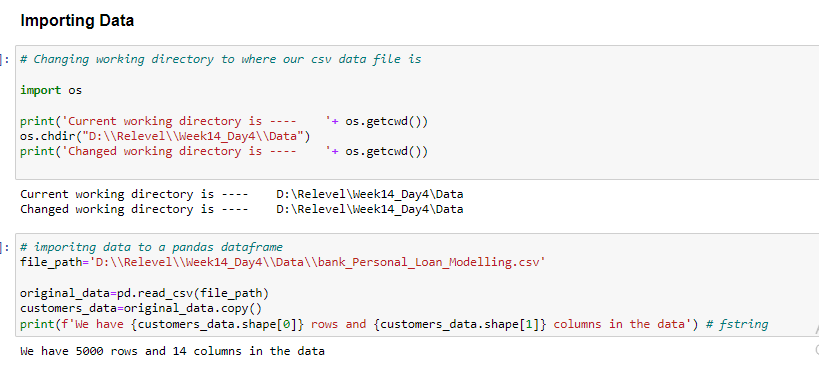 Importing Data
]: # Changing working directory to where our csv data file is
import os
print('Current working directory is ----    '+ os.getcwd())
os.chdir("D:\\Relevel\\Week14_Day4\\Data")
print('Changed working directory is ----    '+ os.getcwd())
Current working directory is ----    D:\Relevel\Week14_Day4\Data
Changed working directory is ----    D:\Relevel\Week14_Day4\Data
]: # imporitng data to a pandas dataframe
file_path='D:\\Relevel\\Week14_Day4\\Data\\bank_Personal_Loan_Modelling.csv'
original_data=pd.read_csv(file_path)
customers_data=original_data.copy()
print(f'We have {customers_data.shape[0]} rows and {customers_data.shape[1]} columns in the data') # fstring
We have 5000 rows and 14 columns in the data